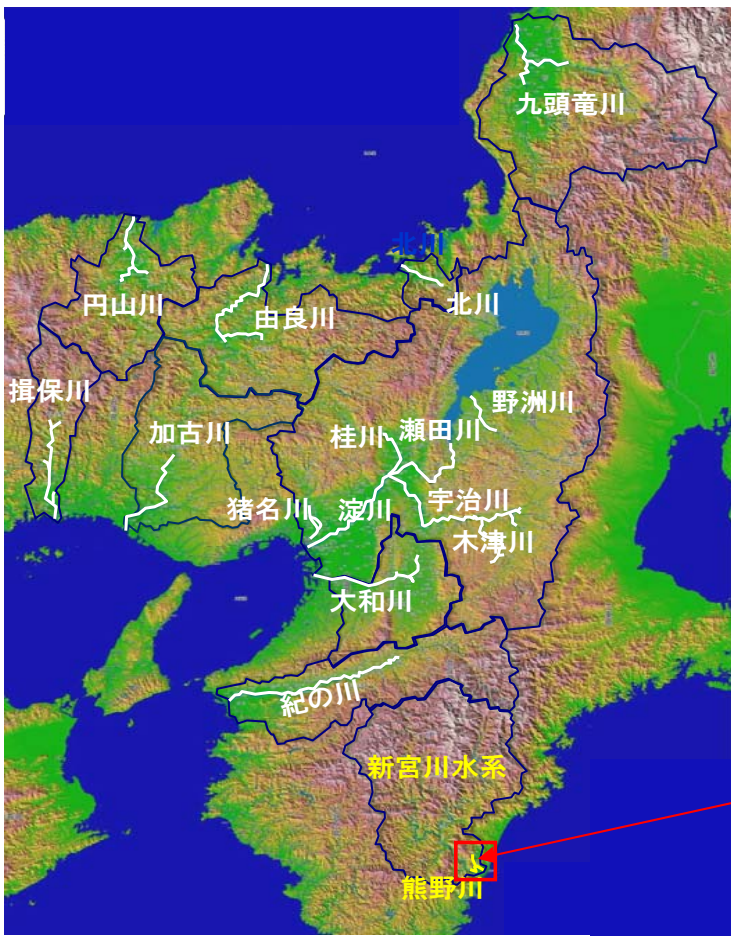 九頭竜川
北川
円山川
由良川
北川
揖保川
加古川
桂川
瀬田川
野洲川
猪名川
淀川
宇治川
木津川
大和川
紀の川
新宮川水系
熊野川